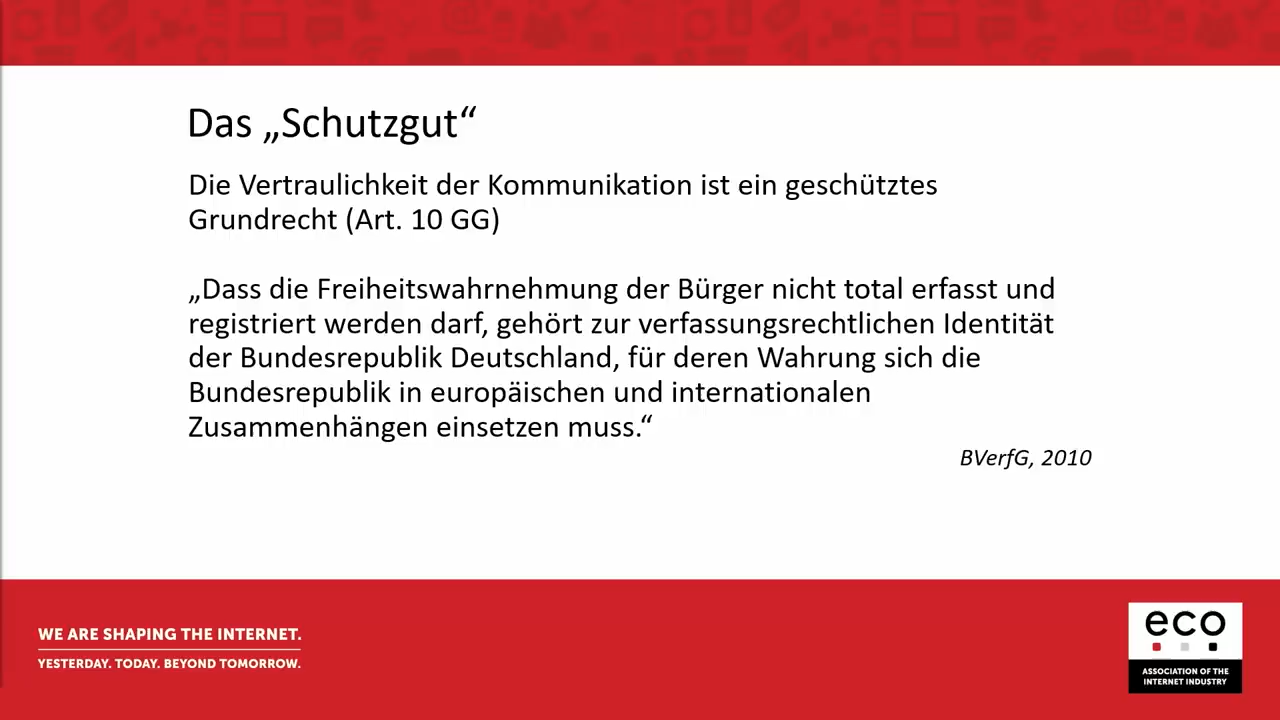 Das „Schutzgut“
Die Vertraulichkeit der Kommunikation ist ein geschütztes
Grundrecht (Art. 10 GG)
„Dass die Freiheitswahrnehmung der Bürger nicht total erfasst und
registriert werden darf, gehört zur verfassungsrechtlichen Identität
der Bundesrepublik Deutschland, für deren Wahrung sich die
Bundesrepublik in europäischen und internationalen
Zusammenhängen einsetzen muss.“
BVerfG, 2010
WE ARE SHAPING THE INTERNET.
YESTERDAY. TODAY. BEYOND TOMORROW.
eco
ASSOCIATION OF THE
INTERNET INDUSTRY